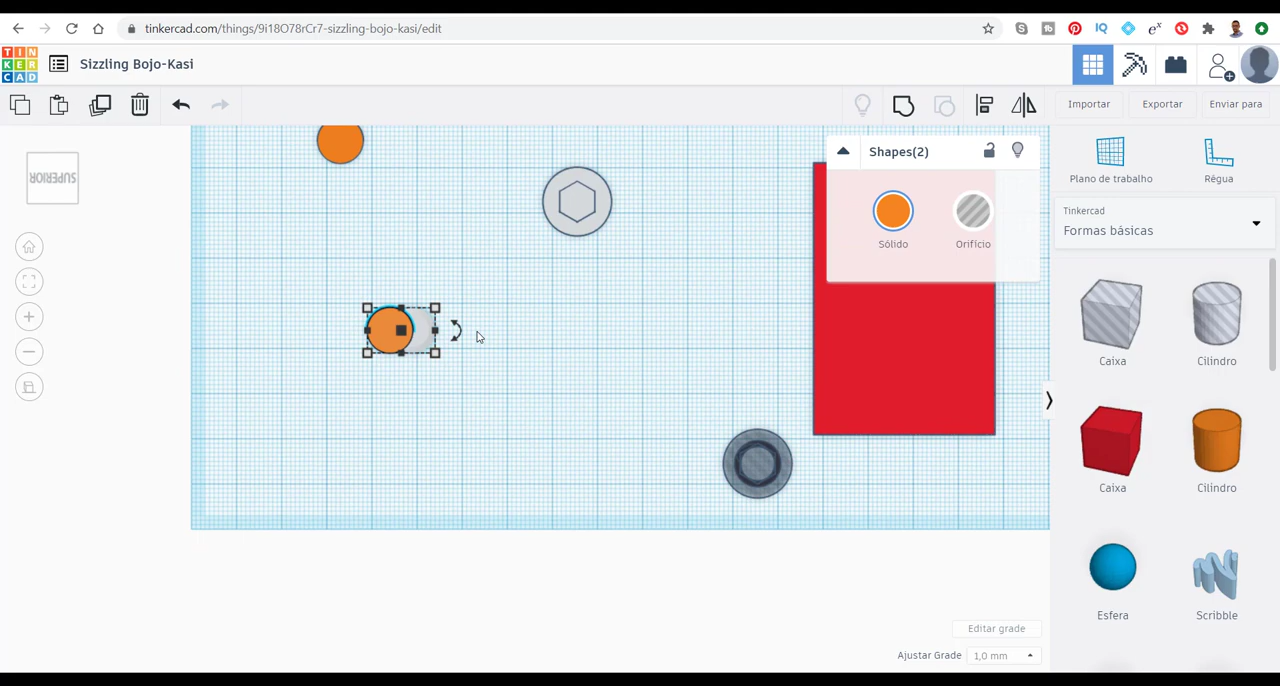 tinkercad.com/things/9i18O78rCr7-sizzling-bojo-kasi/edit
TIN
KER
CAD
Sizzling Bojo-Kasi
Importar
Exportar
Enviar para
SUPERIOR
Shapes(2)
Sólido
Orifício
Plano de trabalho
Régua
Tinkercad
Formas básicas
Caixa
Cilindro
Caixa
Cilindro
Esfera
Scribble
Editar grade
Ajustar Grade
1,0 mm